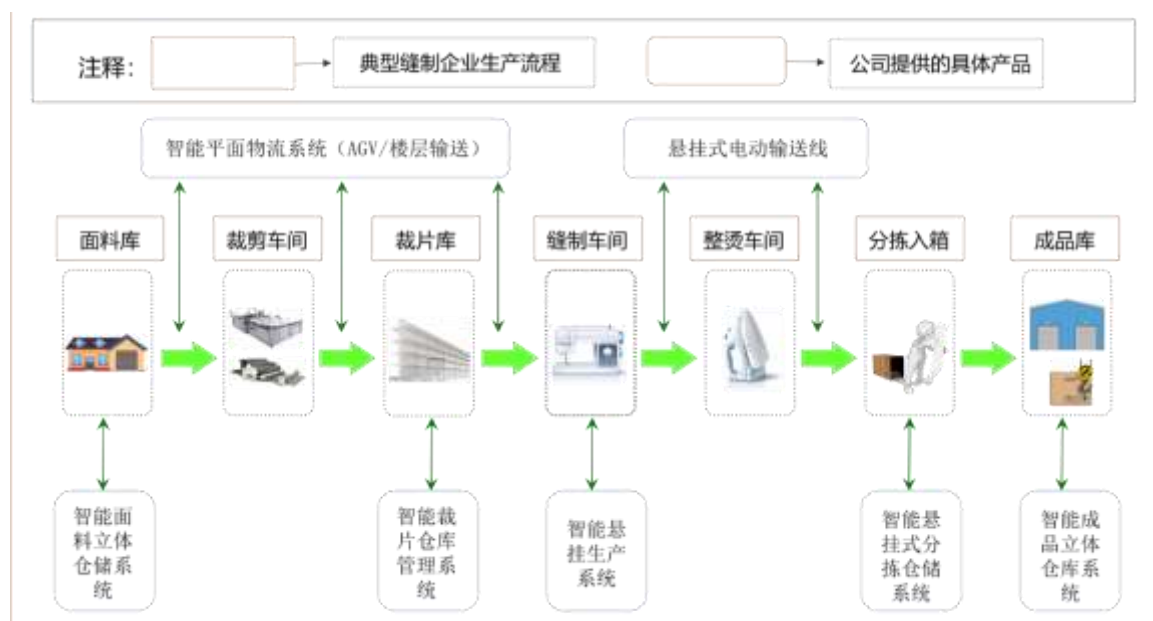 注释：
典型缝制企业生产流程
公司提供的具体产品
智能平面物流系统（AGV/楼层输送）
悬挂式电动输送线
面料库
裁剪车间
裁片库
缝制车间
整烫车间
分拣入箱
成品库
智能面
料立体
仓储系
统
智能裁
片仓库
管理系
统
智能悬
挂生产
系统
智能悬
挂式分
拣仓储
系统
智能成
品立体
仓库系
统